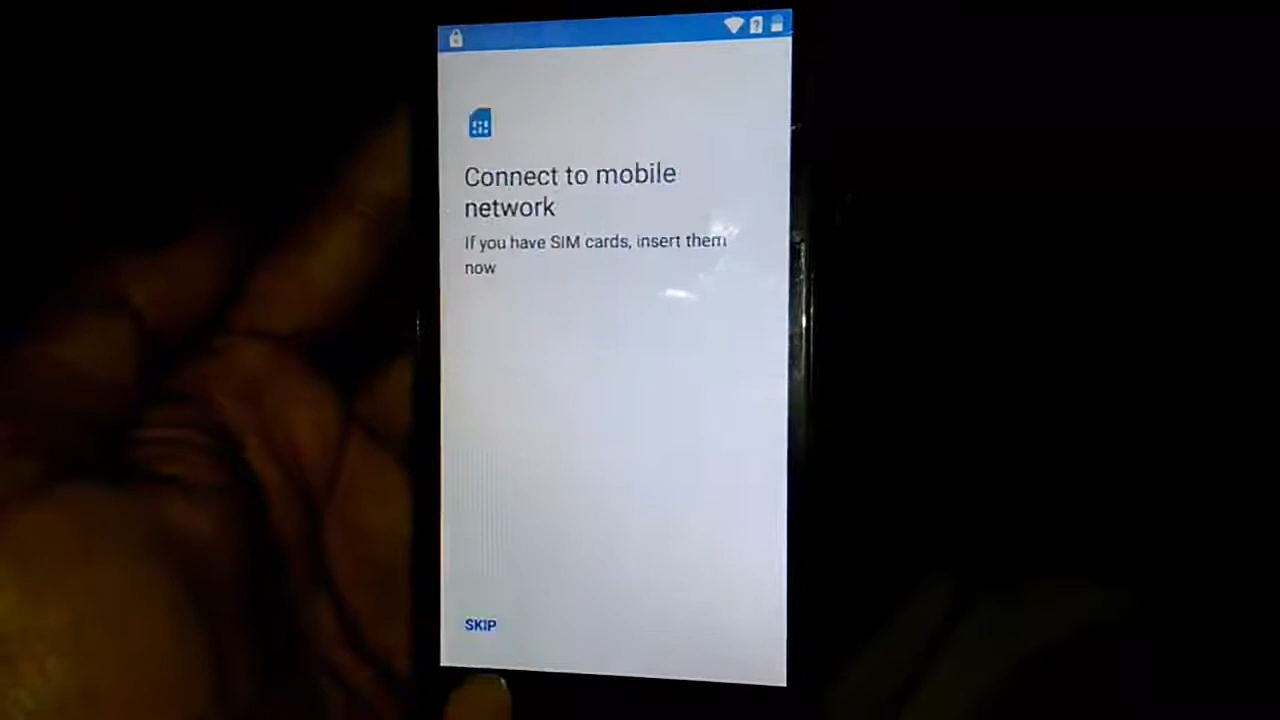 Connect to mobile
network
If you have SIM cards, insert them
now
SKIP